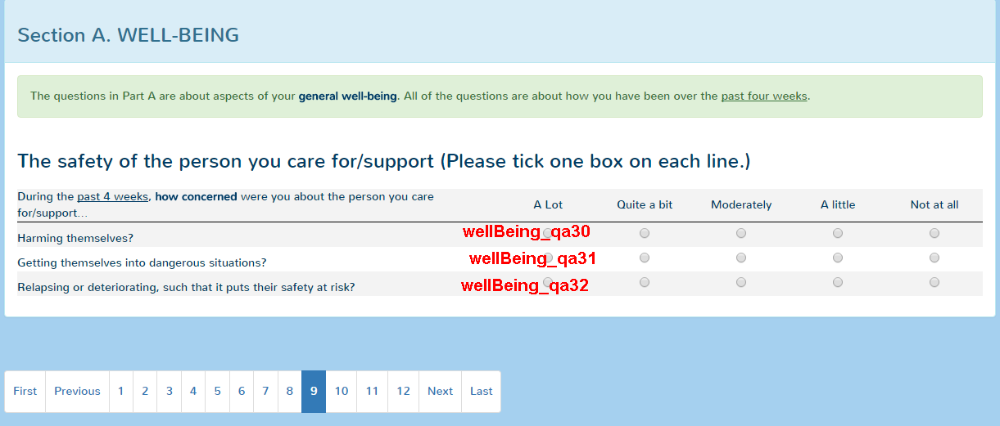 Section A. WELL-BEING
The questions in Part A are about aspects of your general well-being. All of the questions are about how you have been over the past four weeks.
The safety of the person you care for/support (Please tick one box on each line.)
During the past 4 weeks, how concerned were you about the person you care
for/support...
A Lot Quite a bit Moderately A little Not at all
Harming themselves? wellBeing_qa30
Getting themselves into dangerous situations? wellBeing_qa31
Relapsing or deteriorating, such that it puts their safety at risk? wellBeing_qa32
First Previous 1 2 3 4 5 6 7 8 9 10 11 12 Next Last